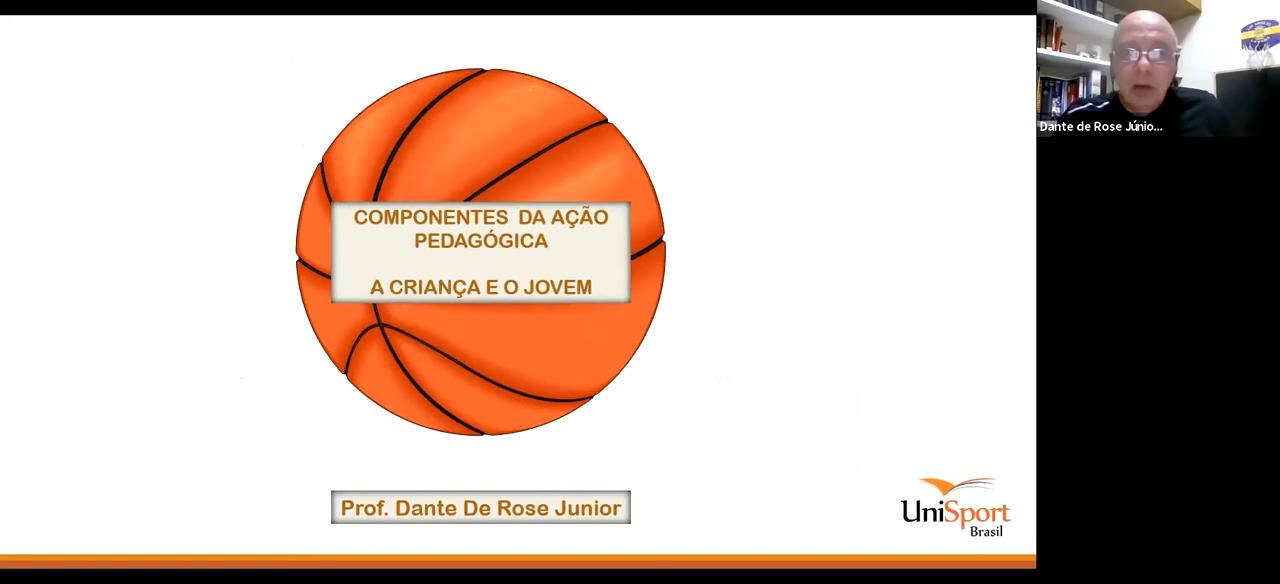 COMPONENTES DA AÇÃO
PEDAGÓGICA
A CRIANÇA E O JOVEM
Prof. Dante De Rose Junior
UniSport
Brasil
Dante de Rose Júnio...